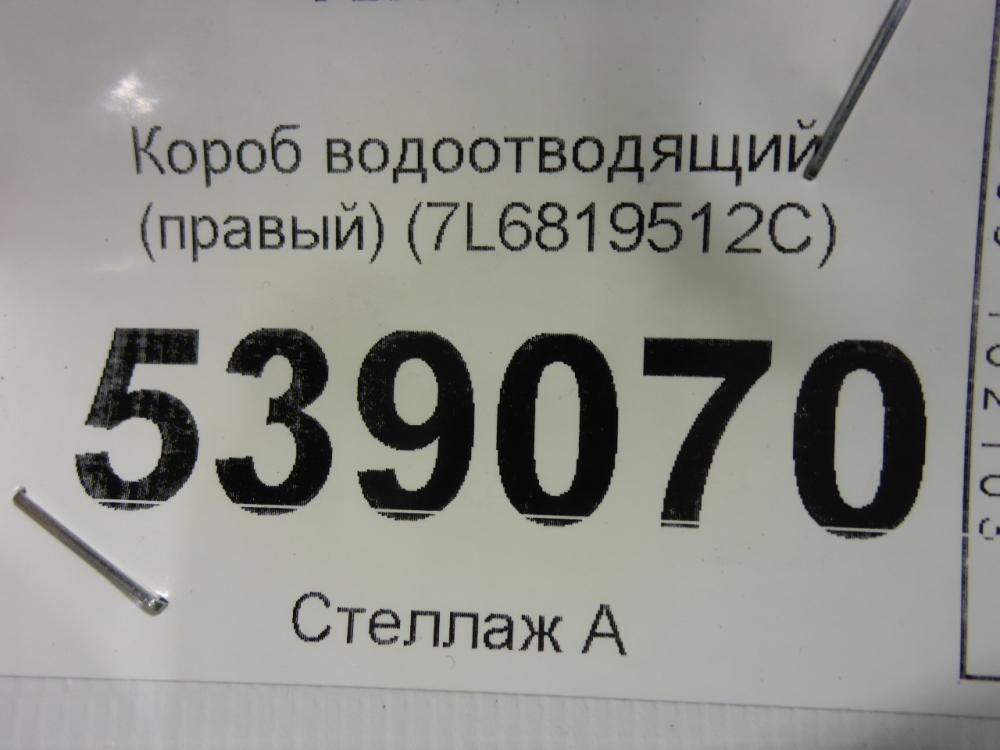 Короб водоотводящий
(правый) (7L6819512C)
539070
Стеллаж А